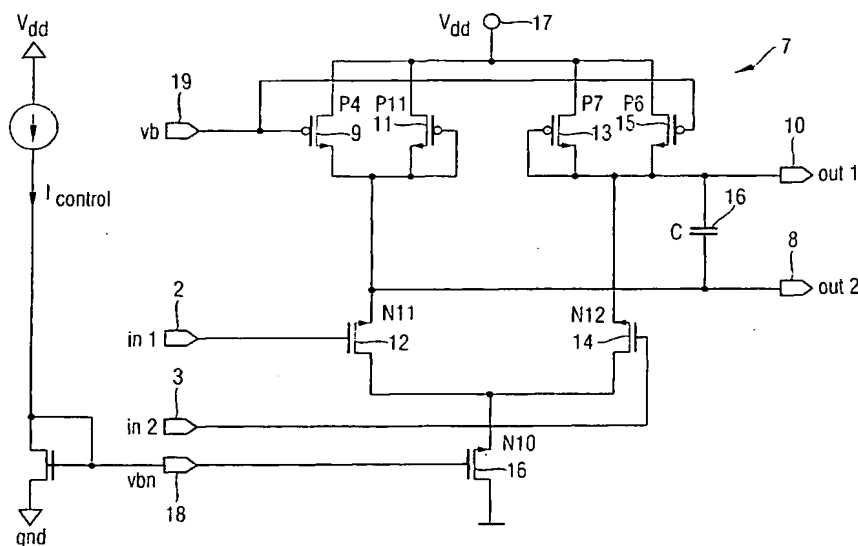 Vdd
Vdd
17
7
19
vb
P4
9
P11
11
P7
13
P6
15
10
out 1
Icontrol
16
C
8
out 2
2
in 1
N11
12
N12
14
3
in 2
N10
16
vbn
18
gnd